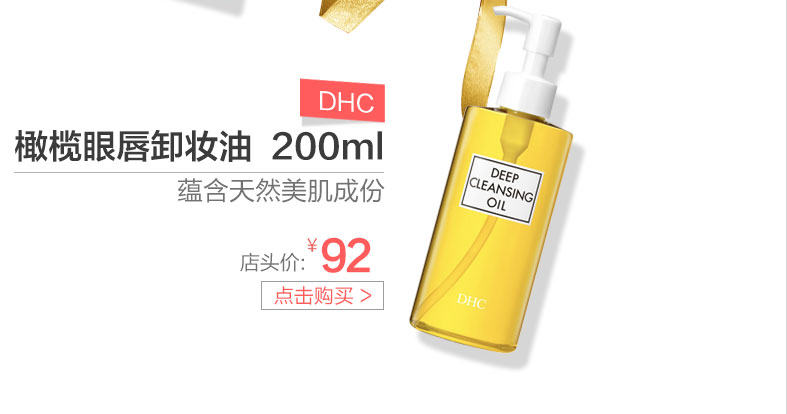 DHC
橄榄眼唇卸妆油 200ml
蕴含天然美肌成份
店头价:¥92
点击购买 >
DEEP
CLEANSING
OIL
DHC